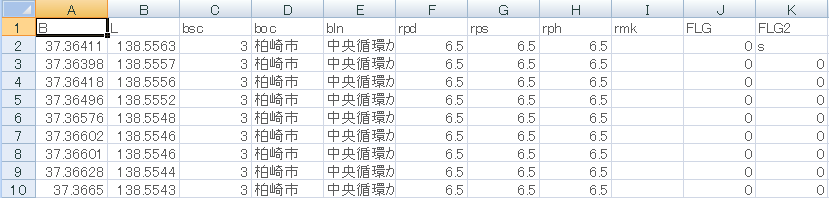 A B C D E F G H I J K
1 B L bsc boc bln rpd rps rph rmk FLG FLG2
2 37.36411 138.5563 3 柏崎市 中央循環カ 6.5 6.5 6.5 0 s
3 37.36398 138.5557 3 柏崎市 中央循環カ 6.5 6.5 6.5 0 0
4 37.36418 138.5556 3 柏崎市 中央循環カ 6.5 6.5 6.5 0 0
5 37.36496 138.5552 3 柏崎市 中央循環カ 6.5 6.5 6.5 0 0
6 37.36576 138.5548 3 柏崎市 中央循環カ 6.5 6.5 6.5 0 0
7 37.36602 138.5546 3 柏崎市 中央循環カ 6.5 6.5 6.5 0 0
8 37.36601 138.5546 3 柏崎市 中央循環カ 6.5 6.5 6.5 0 0
9 37.36628 138.5544 3 柏崎市 中央循環カ 6.5 6.5 6.5 0 0
10 37.3665 138.5543 3 柏崎市 中央循環カ 6.5 6.5 6.5 0 0